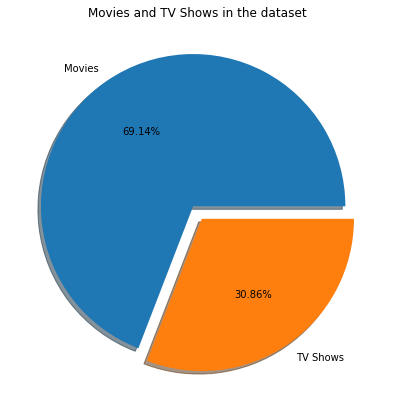 Movies and TV Shows in the dataset
Movies
69.14%
30.86%
TV Shows